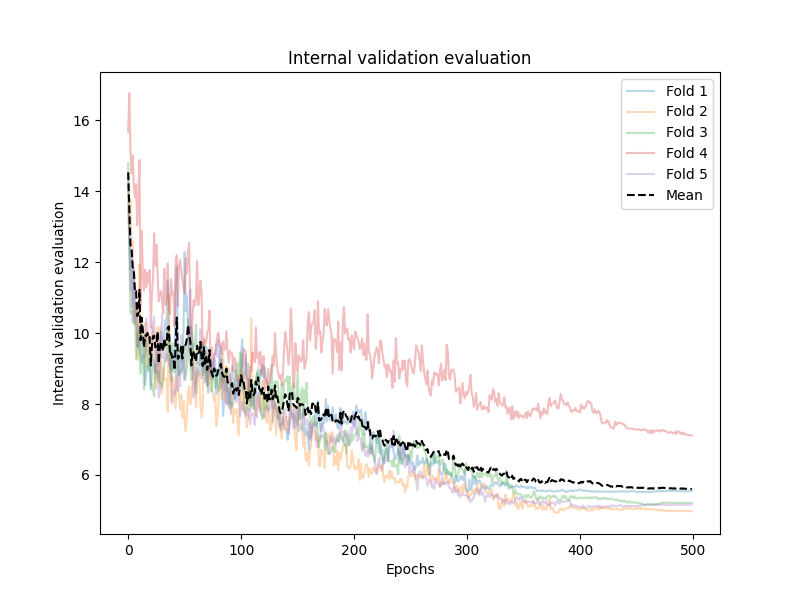 Internal validation evaluation
Fold 1
Fold 2
Fold 3
Fold 4
Fold 5
Mean
Internal validation evaluation
16
14
12
10
8
6
0
100
200
300
400
500
Epochs